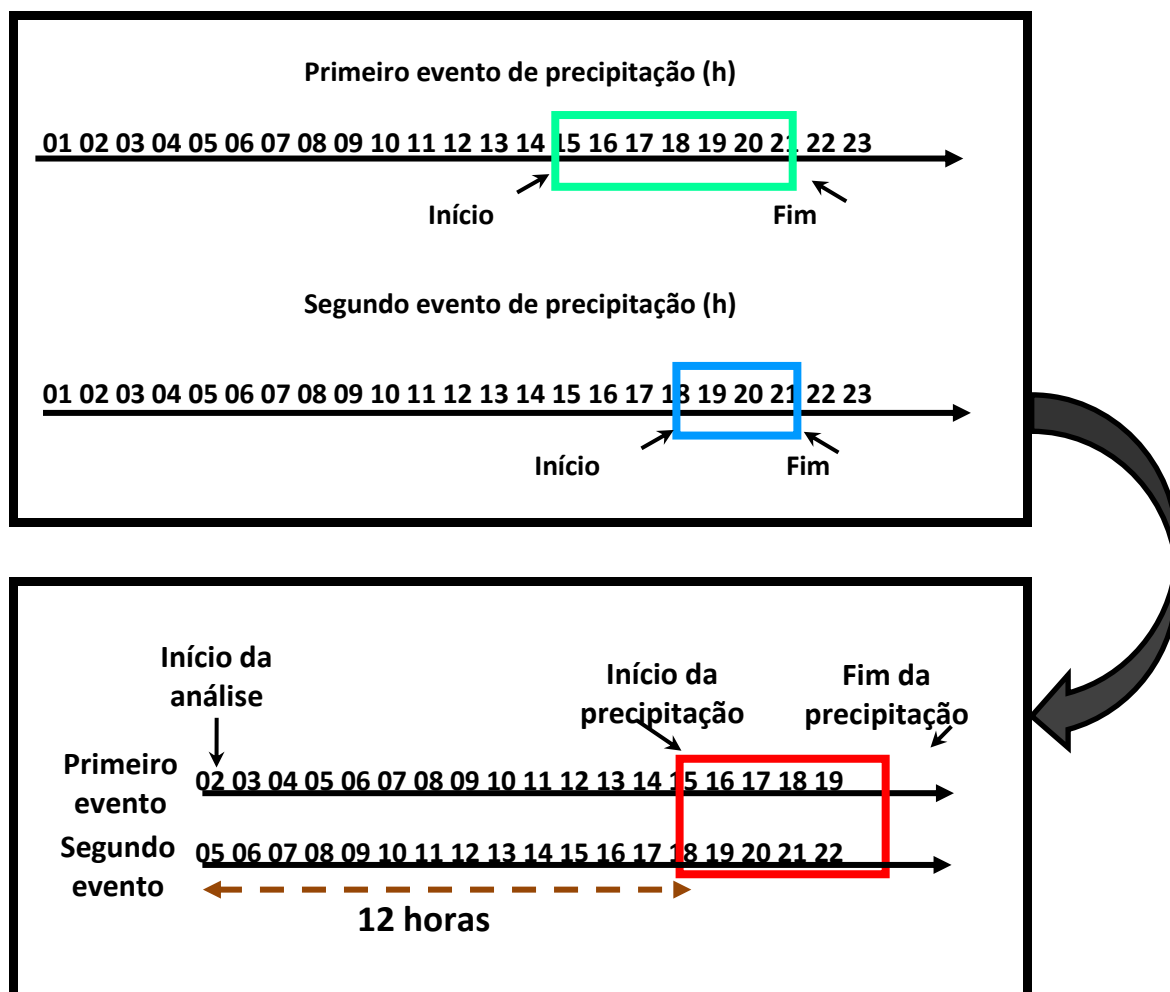 Primeiro evento de precipitação (h)
01 02 03 04 05 06 07 08 09 10 11 12 13 14 15 16 17 18 19 20 21 22 23
Início
Fim
Segundo evento de precipitação (h)
01 02 03 04 05 06 07 08 09 10 11 12 13 14 15 16 17 18 19 20 21 22 23
Início
Fim
Início da
análise
Início da
precipitação
Fim da
precipitação
Primeiro
evento
02 03 04 05 06 07 08 09 10 11 12 13 14 15 16 17 18 19
Segundo
evento
05 06 07 08 09 10 11 12 13 14 15 16 17 18 19 20 21 22
12 horas